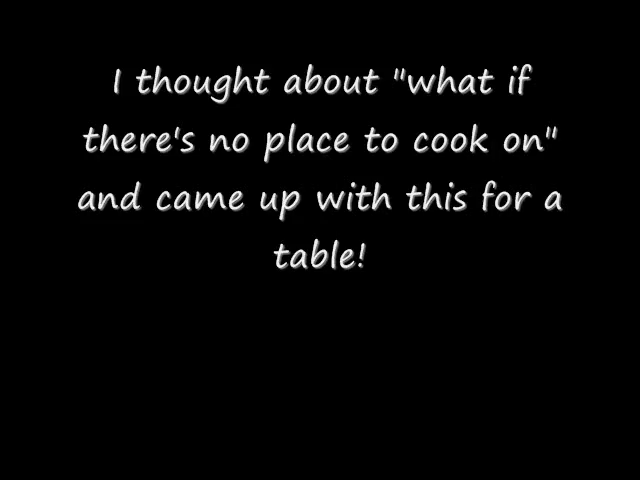 I thought about "what if
there's no place to cook on"
and came up with this for a
table!